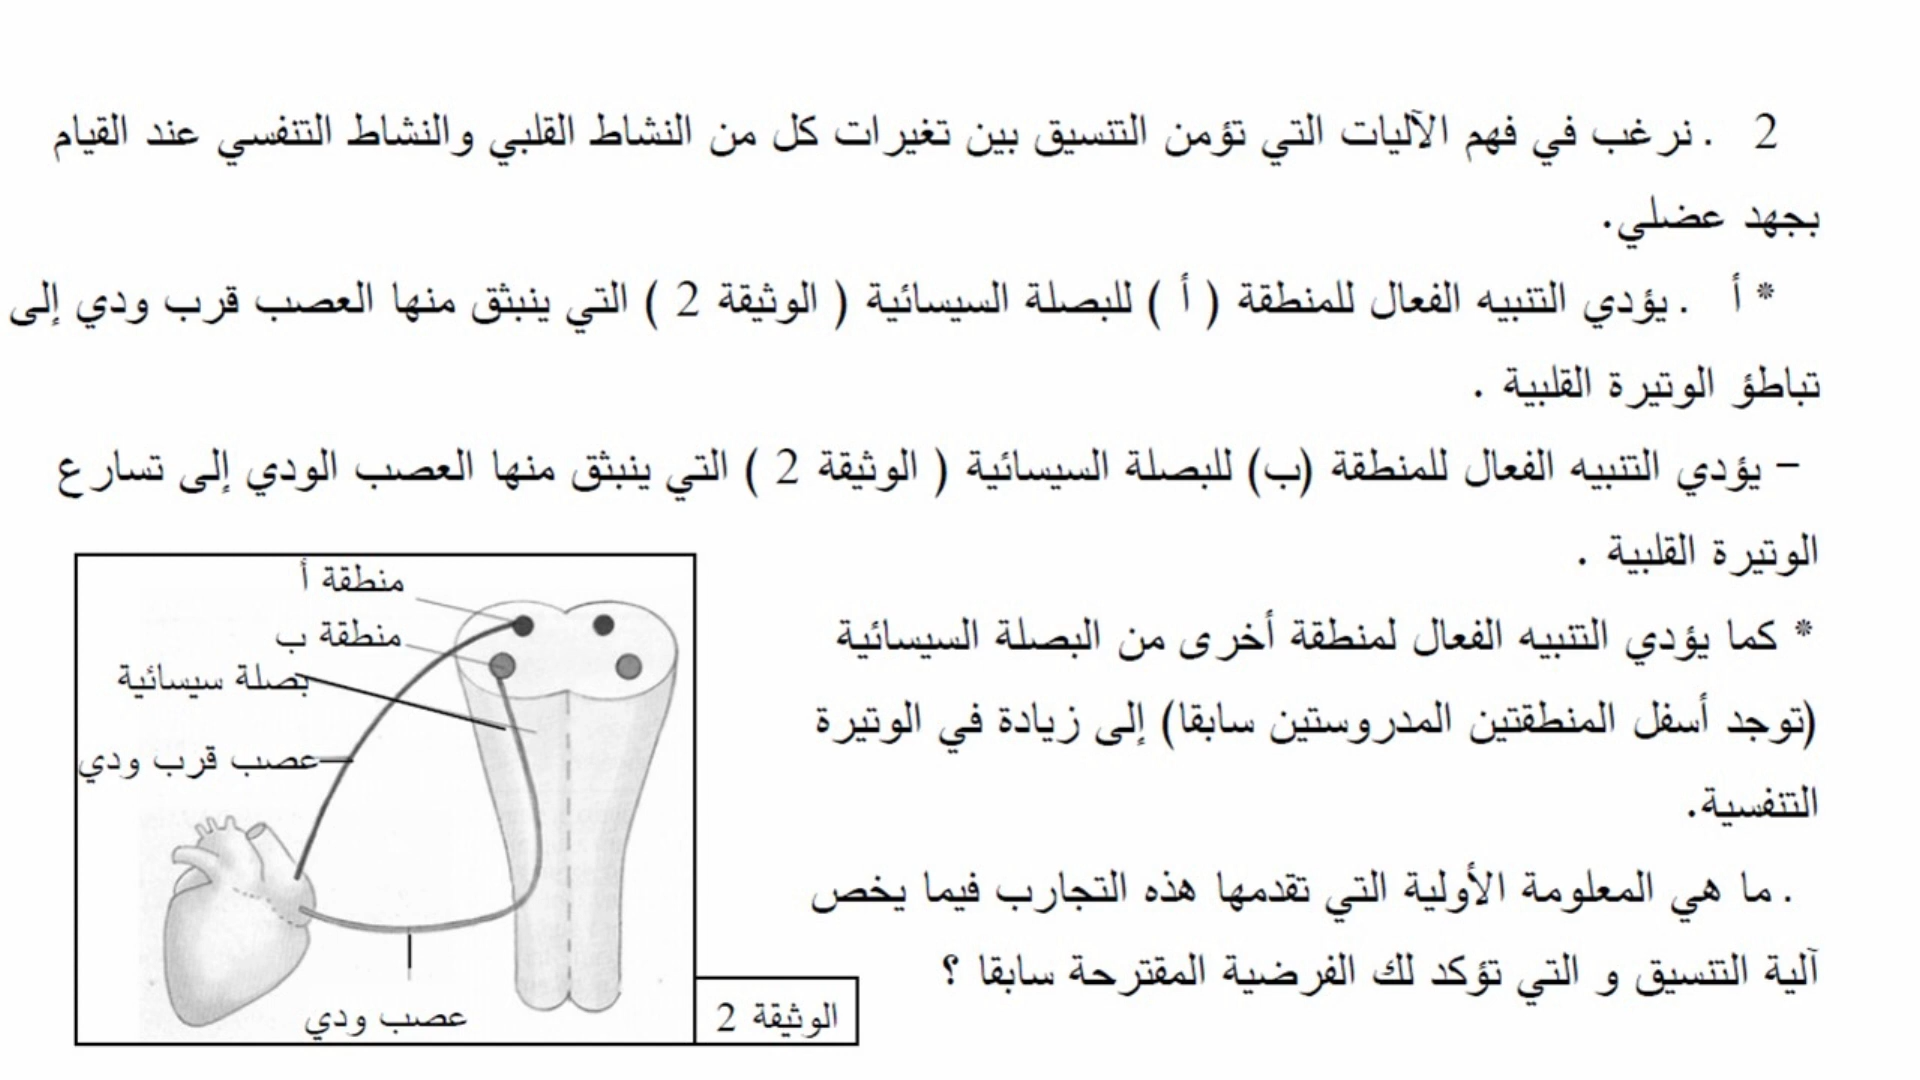 2 . نرغب في فهم الآليات التي تؤمن التنسيق بين تغيرات كل من النشاط القلبي والنشاط التنفسي عند القيام
بجهد عضلي.
* أ . يؤدي التنبيه الفعال للمنطقة ( أ ) للبصلة السيسائية ( الوثيقة 2 ) التي ينبثق منها العصب قرب ودي إلى
تباطؤ الوتيرة القلبية .
– يؤدي التنبيه الفعال للمنطقة (ب) للبصلة السيسائية ( الوثيقة 2 ) التي ينبثق منها العصب الودي إلى تسارع
الوتيرة القلبية .
* كما يؤدي التنبيه الفعال لمنطقة أخرى من البصلة السيسائية
(توجد أسفل المنطقتين المدروستين سابقا) إلى زيادة في الوتيرة
التنفسية.
. ما هي المعلومة الأولية التي تقدمها هذه التجارب فيما يخص
آلية التنسيق و التي تؤكد لك الفرضية المقترحة سابقا ؟
منطقة أ
منطقة ب
بصلة سيسائية
عصب قرب ودي
عصب ودي
الوثيقة 2